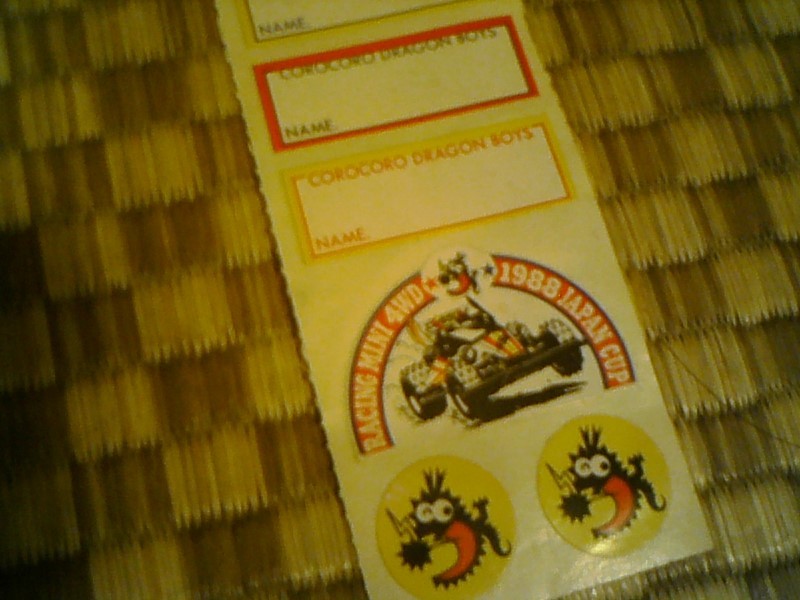 NAME.
COROCORO DRAGON BOYS
NAME.
COROCORO DRAGON BOYS
NAME.
RACING MINI 4WD ★ ★ 1988 JAPAN CUP